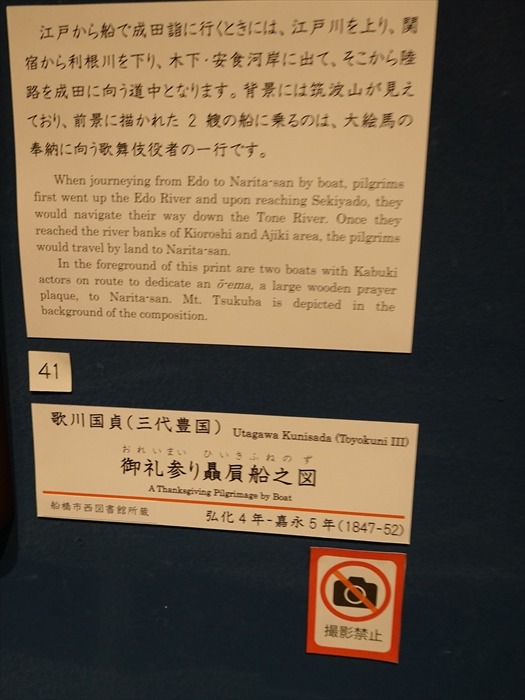 江戸から船で成田詣に行くときには、江戸川を上り、関
宿から利根川を下り、木下・安食河岸に出て、そこから陸
路を成田に向う道中となります。背景には筑波山が見え
ており、前景に描かれた 2 艘の船に乗るのは、大絵馬の
奉納に向う歌舞伎役者の一行です。
When journeying from Edo to Narita-san by boat, pilgrims
first went up the Edo River and upon reaching Sekiyado, they
would navigate their way down the Tone River. Once they
reached the river banks of Kioroshi and Ajiki area, the pilgrims
would travel by land to Narita-san.
In the foreground of this print are two boats with Kabuki
actors on route to dedicate an ō-ema, a large wooden prayer
plaque, to Narita-san. Mt. Tsukuba is depicted in the
background of the composition.
41
歌川国貞(三代豊国) Utagawa Kunisada (Toyokuni III)
おれいまい ひいきふねのず
御礼参り贔屓船之図
A Thanksgiving Pilgrimage by Boat
船橋市西図書館所蔵 弘化 4 年-嘉永 5 年(1847-52)
撮影禁止